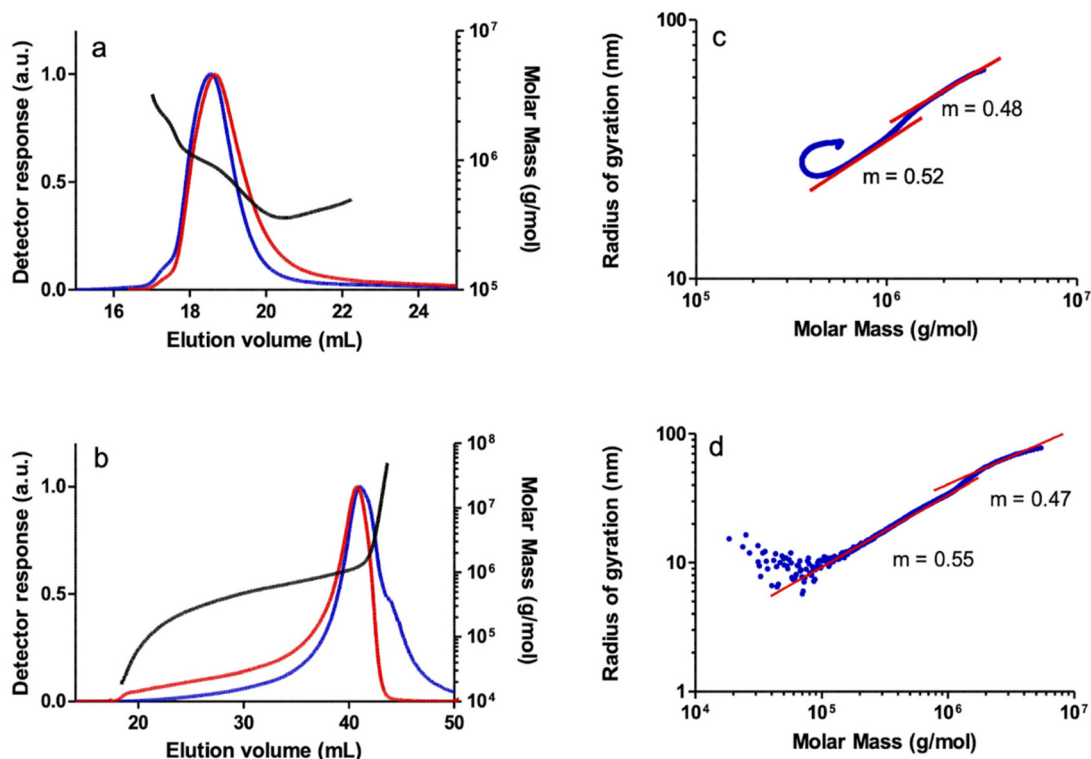 a
Detector response (a.u.)
1.0
0.5
0.0
16 18 20 22 24
Elution volume (mL)
10⁷
10⁶
10⁵
Molar Mass (g/mol)
c
Radius of gyration (nm)
100
10
m = 0.48
m = 0.52
10⁵ 10⁶ 10⁷
Molar Mass (g/mol)
b
Detector response (a.u.)
1.0
0.5
0.0
20 30 40 50
Elution volume (mL)
10⁸
10⁷
10⁶
10⁵
10⁴
Molar Mass (g/mol)
d
Radius of gyration (nm)
100
10
1
m = 0.47
m = 0.55
10⁴ 10⁵ 10⁶ 10⁷
Molar Mass (g/mol)